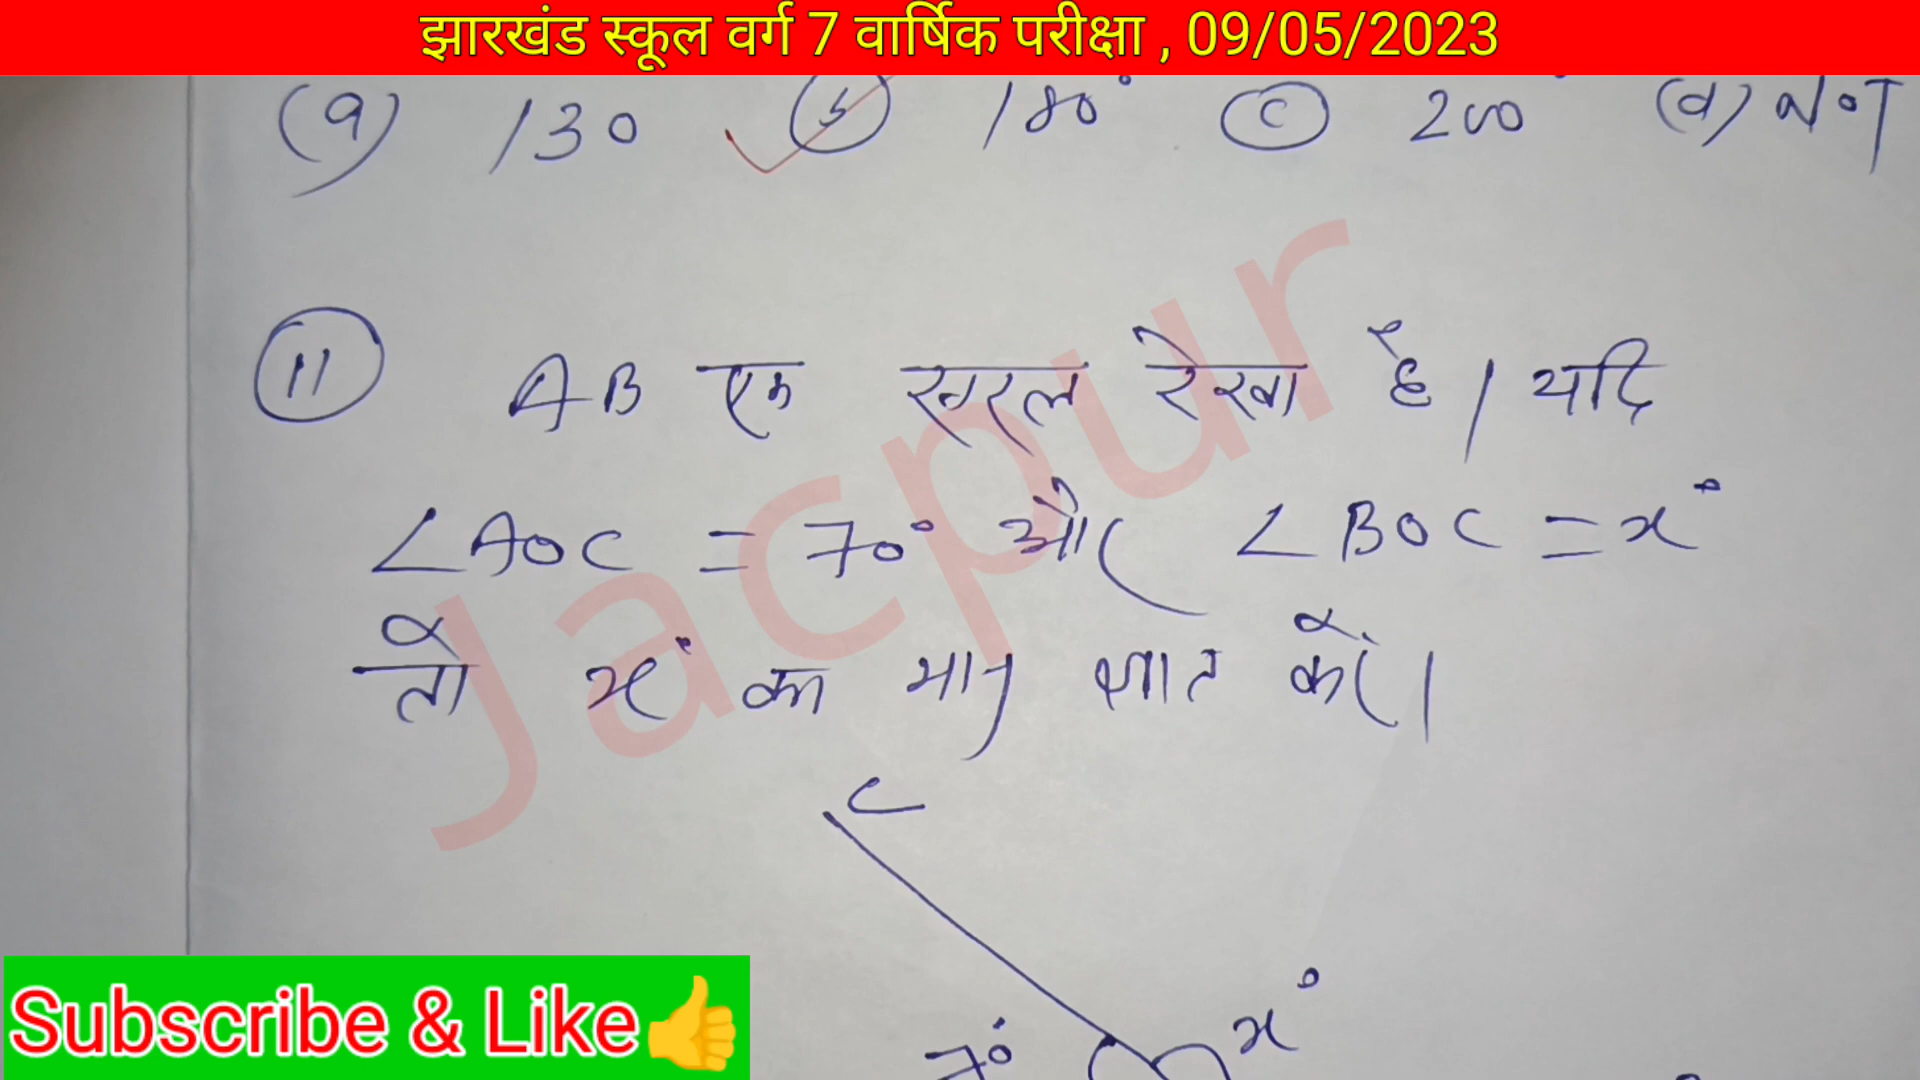 झारखंड स्कूल वर्ग 7 वार्षिक परीक्षा , 09/05/2023
(a) 130 (b) 180° (c) 200° (d) NOT
(11) AB एक सरल रेखा है। यदि
∠AOC = 70° और ∠BOC = x°
तो x° का मान ज्ञात करें।
C
70° x°
Jacpur
Subscribe & Like👍